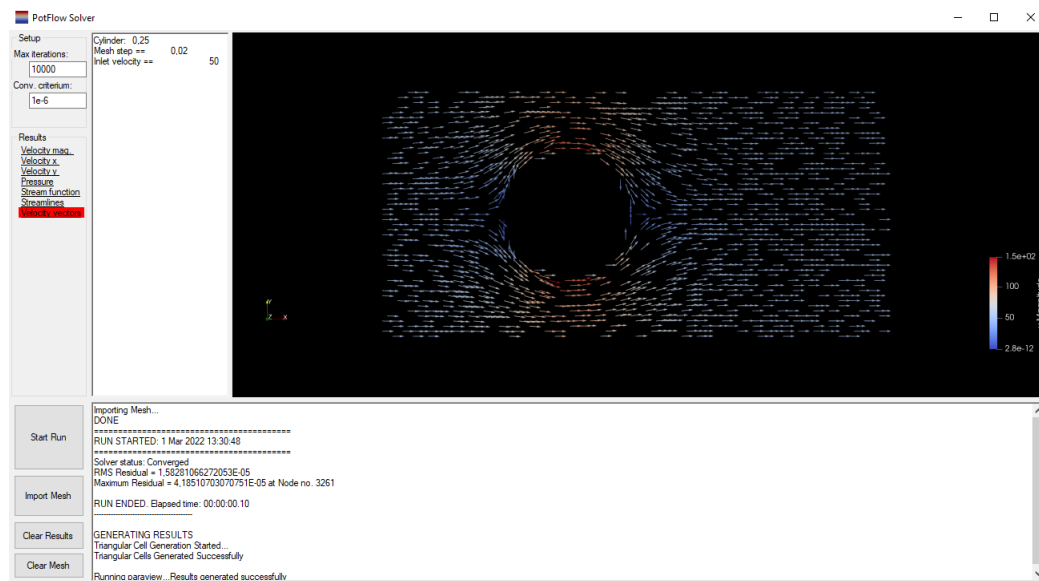 PotFlow Solver
Setup
Max iterations:
10000
Conv. criterium:
1e-6
Results
Velocity mag.
Velocity x
Velocity y
Pressure
Stream function
Streamlines
Velocity vectors
Cylinder: 0,25
Mesh step == 0,02
Inlet velocity == 50
Y
Z X
1.5e+02
100
50
2.8e-12
Magnitude
Start Run
Import Mesh
Clear Results
Clear Mesh
Importing Mesh...
DONE
==========================================
RUN STARTED: 1 Mar 2022 13:30:48
==========================================
Solver status: Converged
RMS Residual = 1,58281066272053E-05
Maximum Residual = 4,18510703070751E-05 at Node no. 3261
RUN ENDED. Elapsed time: 00:00:00.10
----------------------------------------
GENERATING RESULTS
Triangular Cell Generation Started...
Triangular Cells Generated Successfully
Running paraview...Results generated successfully